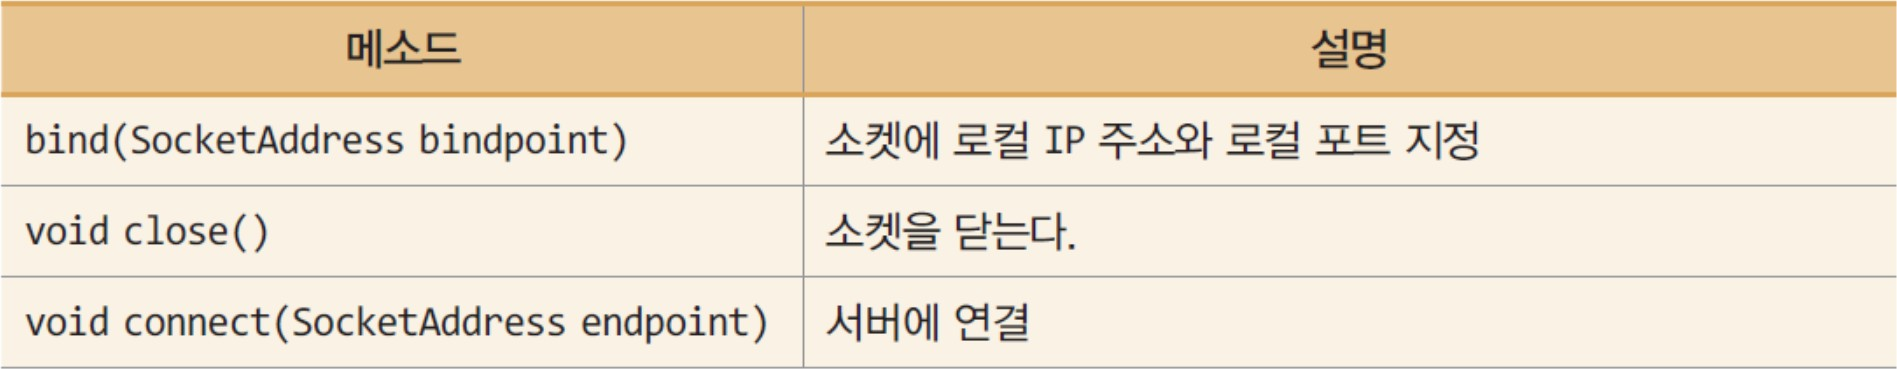 메소드 설명
bind(SocketAddress bindpoint) 소켓에 로컬 IP 주소와 로컬 포트 지정
void close() 소켓을 닫는다.
void connect(SocketAddress endpoint) 서버에 연결